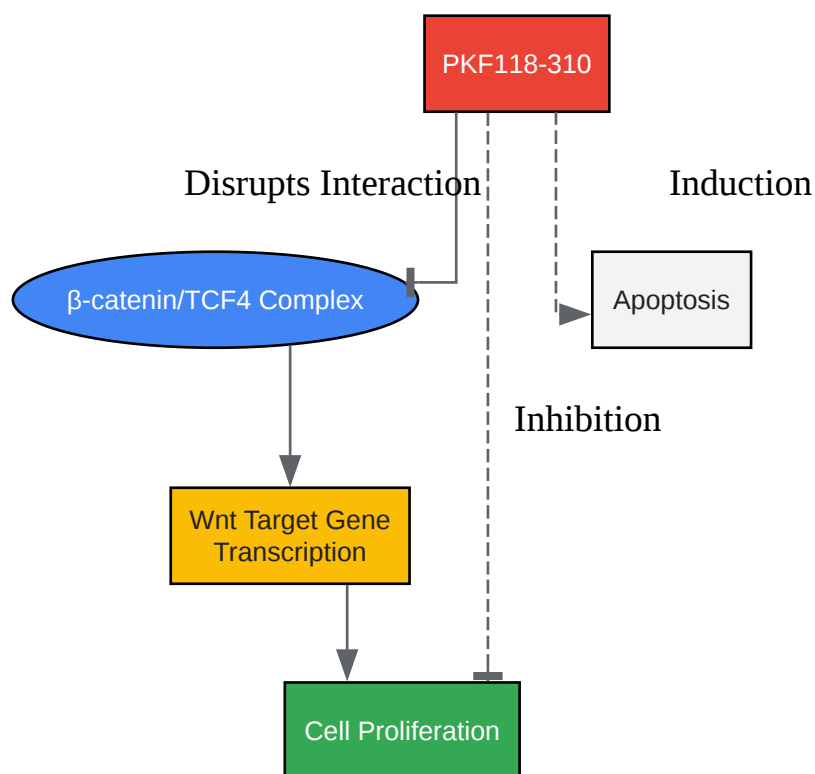 PKF118-310
Disrupts Interaction
Induction
β-catenin/TCF4 Complex
Apoptosis
Inhibition
Wnt Target Gene
Transcription
Cell Proliferation